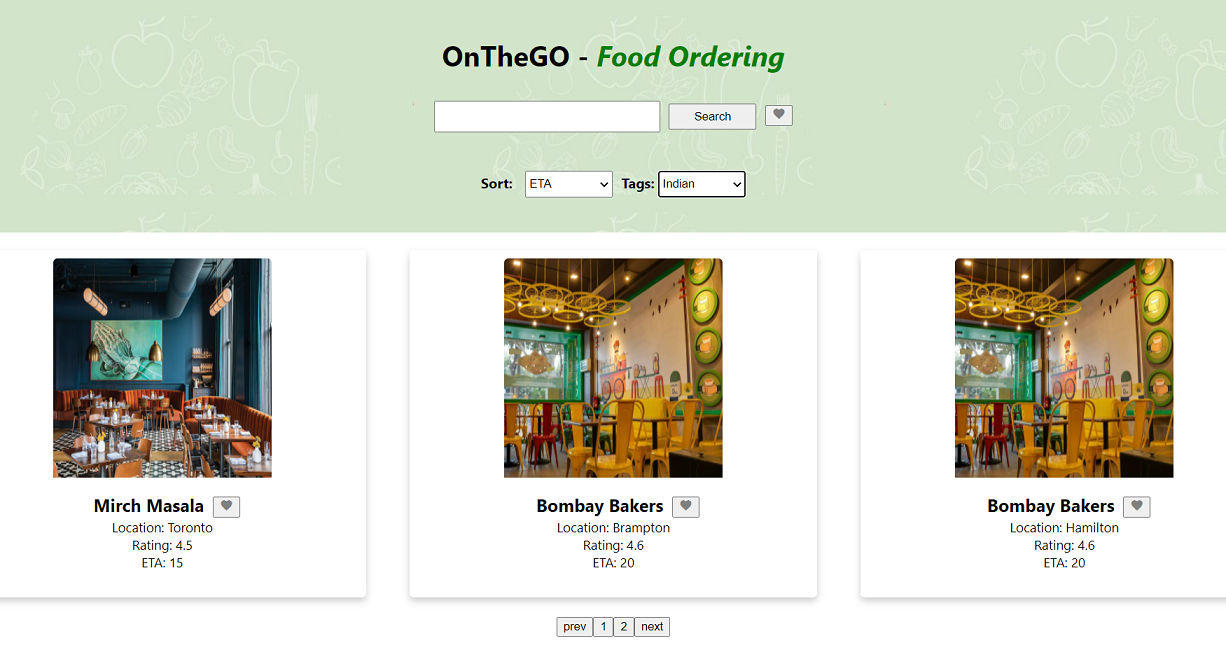 OnTheGO - Food Ordering
Search
Sort: ETA Tags: Indian
Mirch Masala
Location: Toronto
Rating: 4.5
ETA: 15
Bombay Bakers
Location: Brampton
Rating: 4.6
ETA: 20
Bombay Bakers
Location: Hamilton
Rating: 4.6
ETA: 20
prev 1 2 next